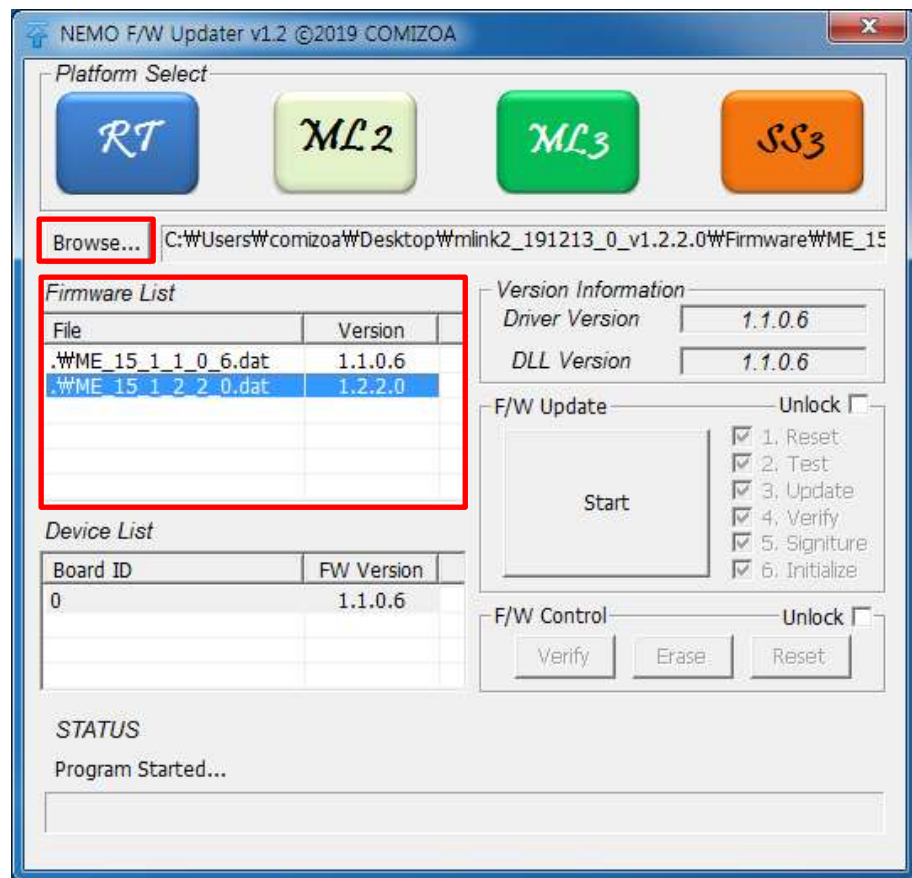 NEMO F/W Updater v1.2 ©2019 COMIZOA
Platform Select
RT
ML2
ML3
SS3
Browse... C:₩Users₩comizoa₩Desktop₩mlink2_191213_0_v1.2.2.0₩Firmware₩ME_15
Firmware List
File Version
.₩ME_15_1_1_0_6.dat 1.1.0.6
.₩ME_15_1_2_2_0.dat 1.2.2.0
Version Information
Driver Version 1.1.0.6
DLL Version 1.1.0.6
F/W Update Unlock
Start
1. Reset
2. Test
3. Update
4. Verify
5. Signiture
6. Initialize
Device List
Board ID FW Version
0 1.1.0.6
F/W Control Unlock
Verify Erase Reset
STATUS
Program Started...